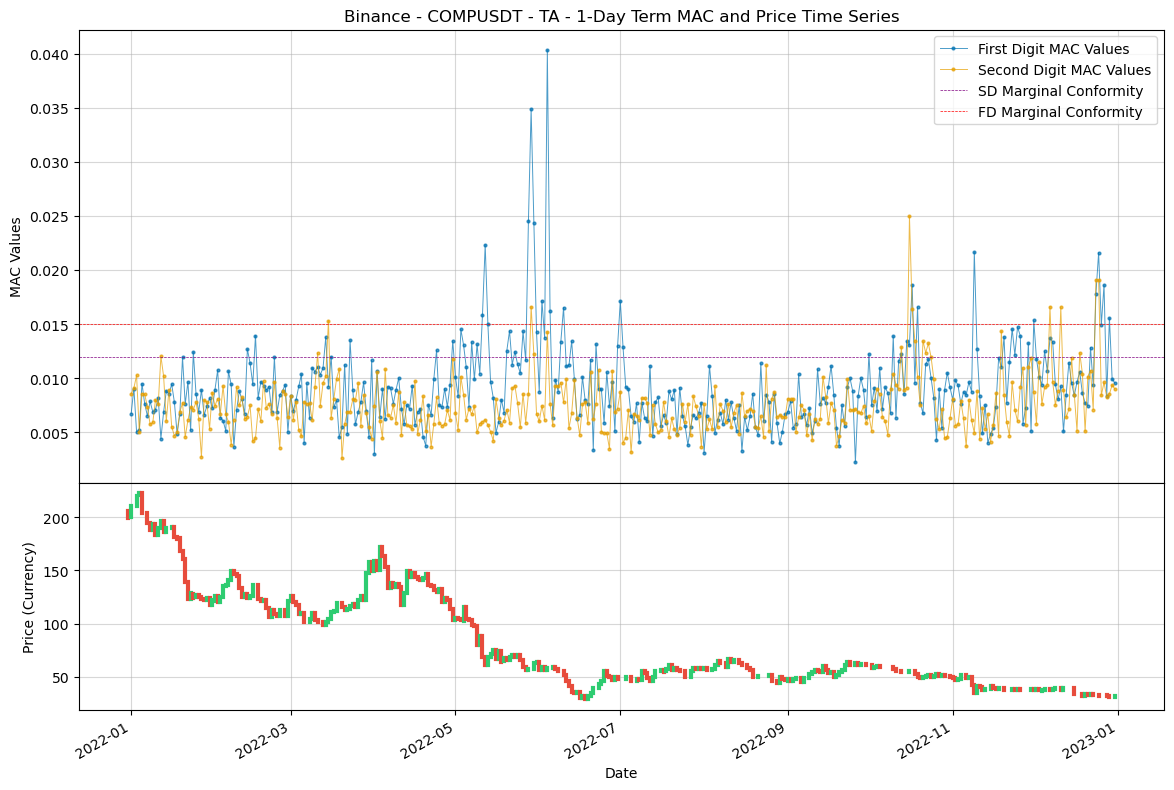 Binance - COMPUSDT - TA - 1-Day Term MAC and Price Time Series
First Digit MAC Values
Second Digit MAC Values
SD Marginal Conformity
FD Marginal Conformity
MAC Values
0.040
0.035
0.030
0.025
0.020
0.015
0.010
0.005
Price (Currency)
200
150
100
50
2022-01
2022-03
2022-05
2022-07
2022-09
2022-11
2023-01
Date